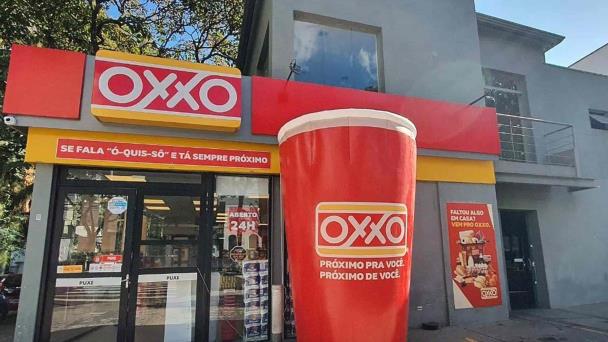 OXXO
SE FALA "Ó-QUIS-SÔ" E TÁ SEMPRE PRÓXIMO
ABERTO
24H
PUXE
PUXE
OXXO
PRÓXIMO PRA VOCÊ.
PRÓXIMO DE VOCÊ.
FALTOU ALGO
EM CASA?
VEM PRO OXXO.
OXXO